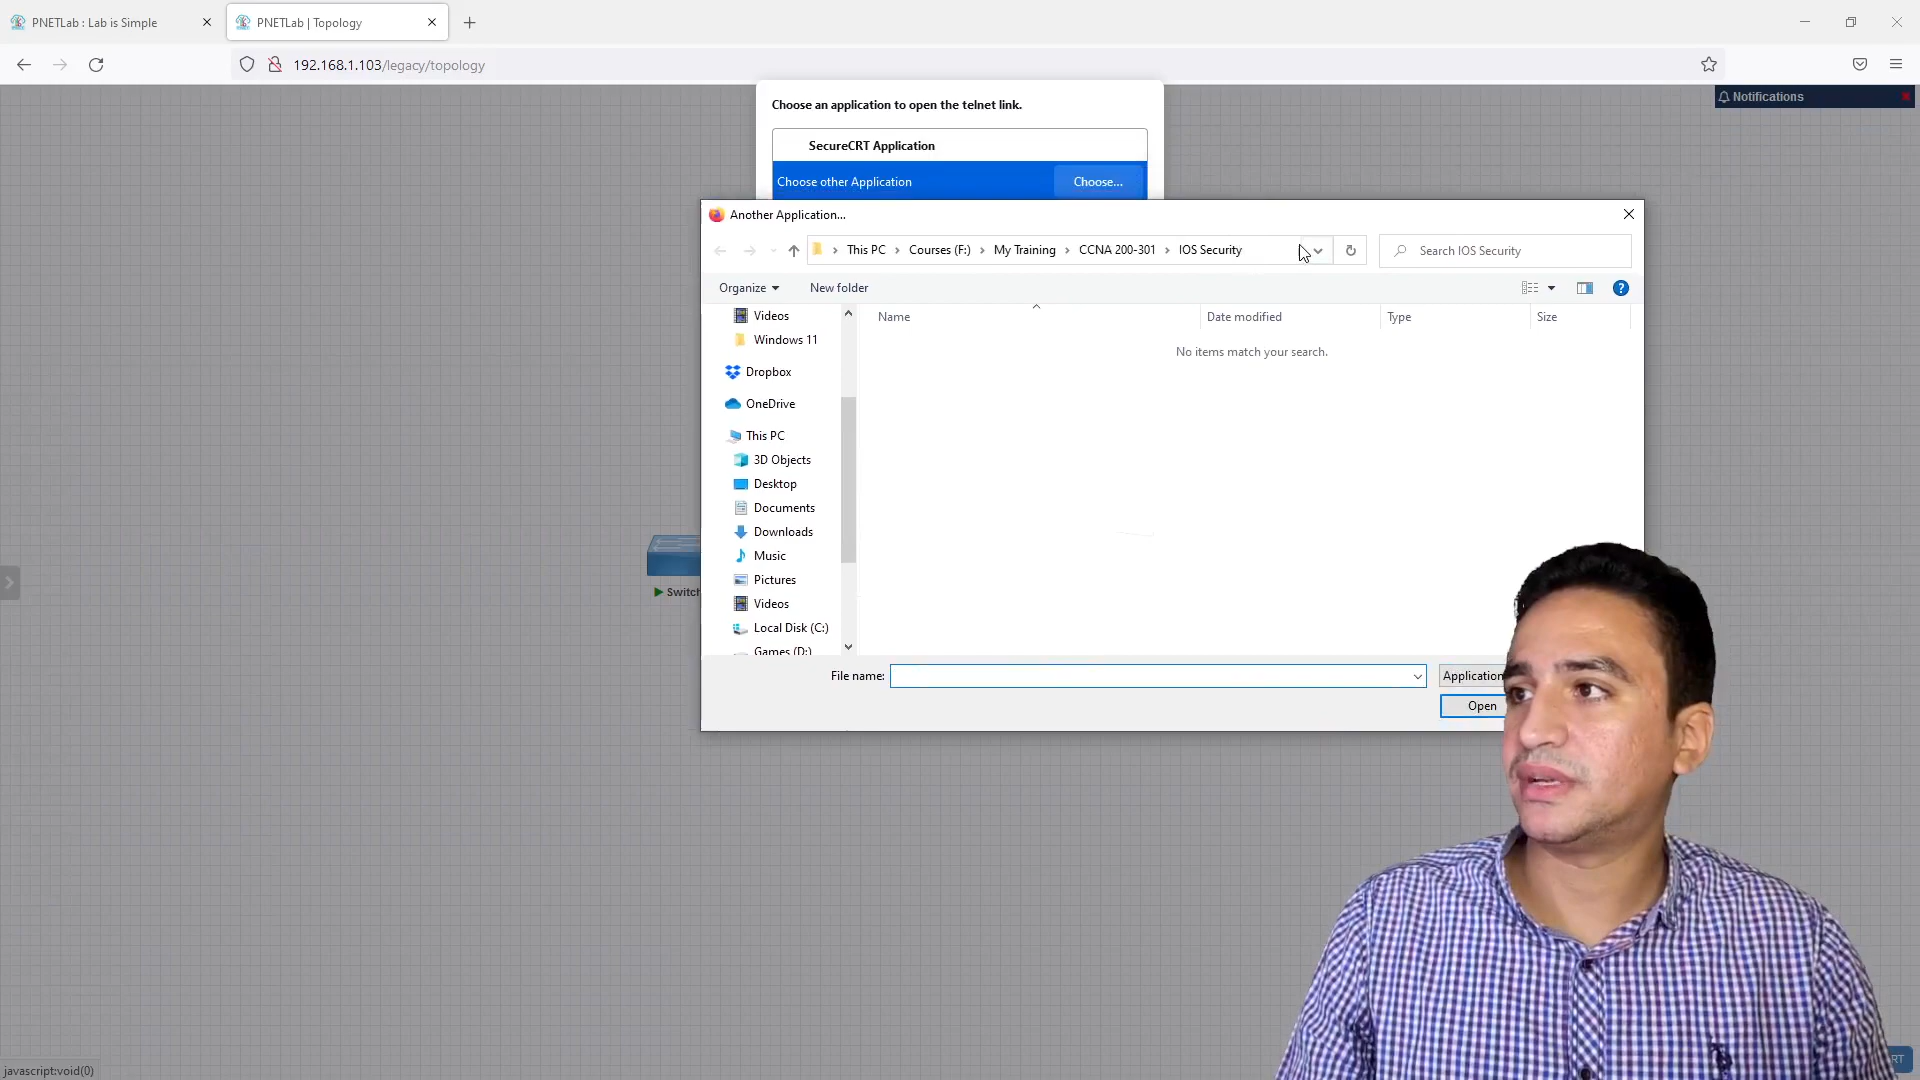 PNETLab : Lab is Simple
PNETLab | Topology
192.168.1.103/legacy/topology
Choose an application to open the telnet link.
Notifications
SecureCRT Application
Choose other Application
Choose...
Another Application...
This PC
Courses (F:)
My Training
CCNA 200-301
IOS Security
Search IOS Security
Organize
New folder
Name
Date modified
Type
Size
No items match your search.
Videos
Windows 11
Dropbox
OneDrive
This PC
3D Objects
Desktop
Documents
Downloads
Music
Pictures
Videos
Local Disk (C:)
Games (D:)
Switch
File name:
Application
Open
RT
javascript:void(0)